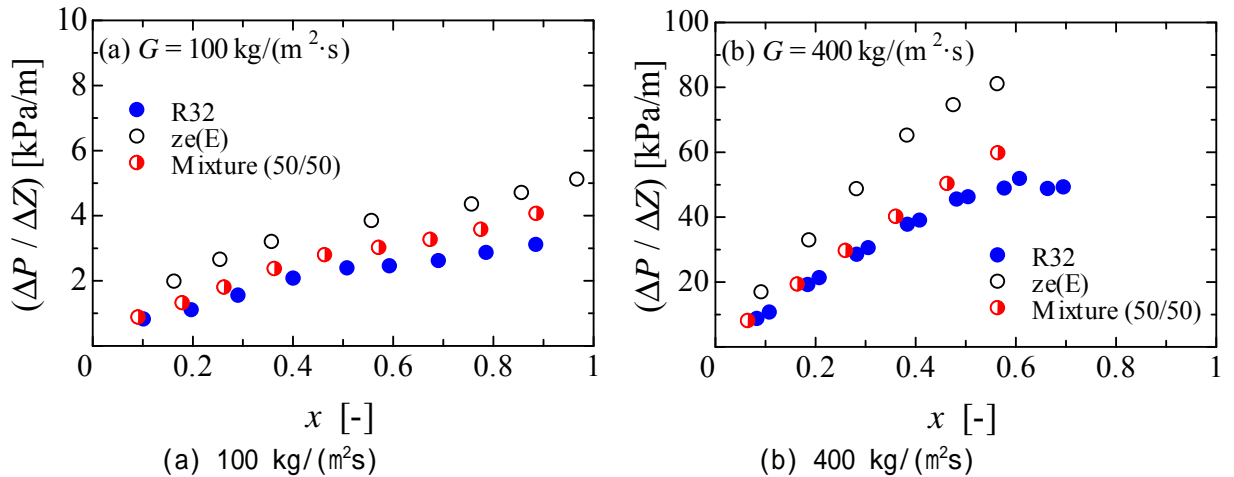 10
8
6
4
2
(ΔP / ΔZ) [kPa/m]
(a) G = 100 kg/(m²·s)
R32
ze(E)
Mixture (50/50)
0 0.2 0.4 0.6 0.8 1
x [-]
(a) 100 kg/(m²s)
100
80
60
40
20
(ΔP / ΔZ) [kPa/m]
(b) G = 400 kg/(m²·s)
R32
ze(E)
Mixture (50/50)
0 0.2 0.4 0.6 0.8 1
x [-]
(b) 400 kg/(m²s)